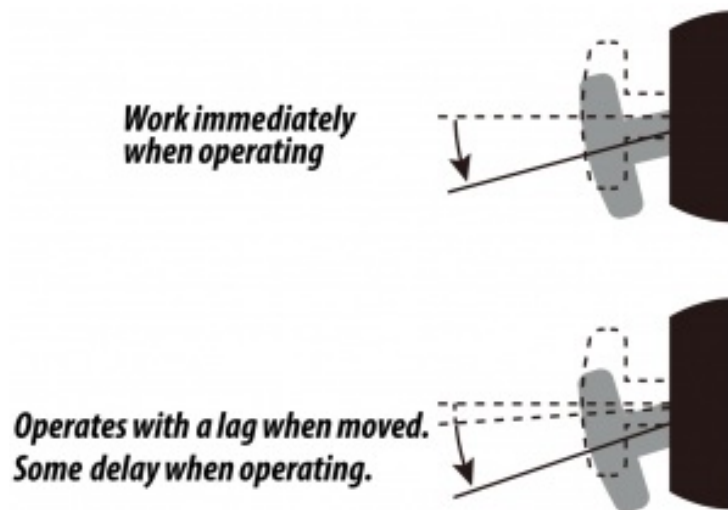 Work immediately
when operating
Operates with a lag when moved.
Some delay when operating.